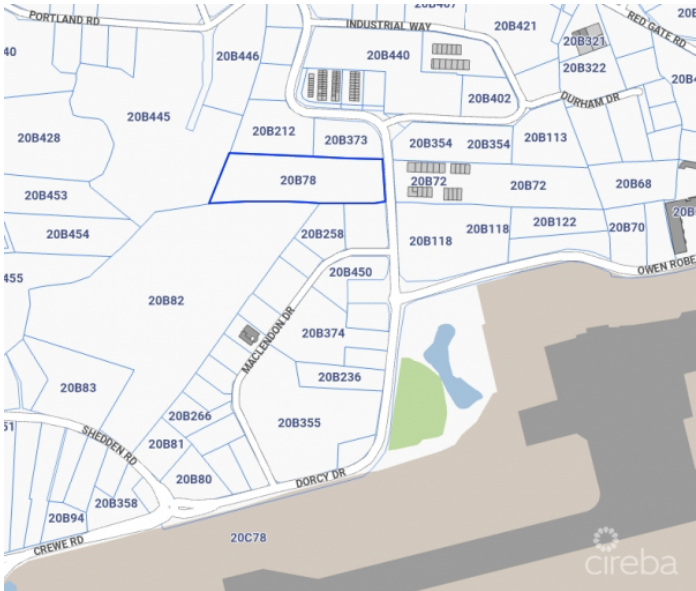 20B467
20B421
PORTLAND RD
INDUSTRIAL WAY
RED GATE RD
20B321
20B446
20B440
20B322
20B402
DURHAM DR
20B445
20B428
20B212
20B373
20B354
20B354
20B113
20B78
20B72
20B72
20B68
20B453
20B454
20B258
20B118
20B118
20B122
20B70
20B450
OWEN ROBE
455
20B82
MACLENDON DR
20B374
20B236
20B83
20B266
20B355
SHEDDEN RD
20B81
20B80
DORCY DR
20B358
20B94
CREWE RD
20C78
cireba